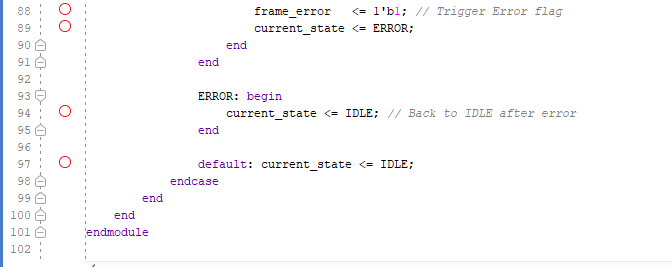 88 frame_error <= 1'b1; // Trigger Error flag
89 current_state <= ERROR;
90 end
91 end
92
93 ERROR: begin
94 current_state <= IDLE; // Back to IDLE after error
95 end
96
97 default: current_state <= IDLE;
98 endcase
99 end
100 end
101 endmodule
102